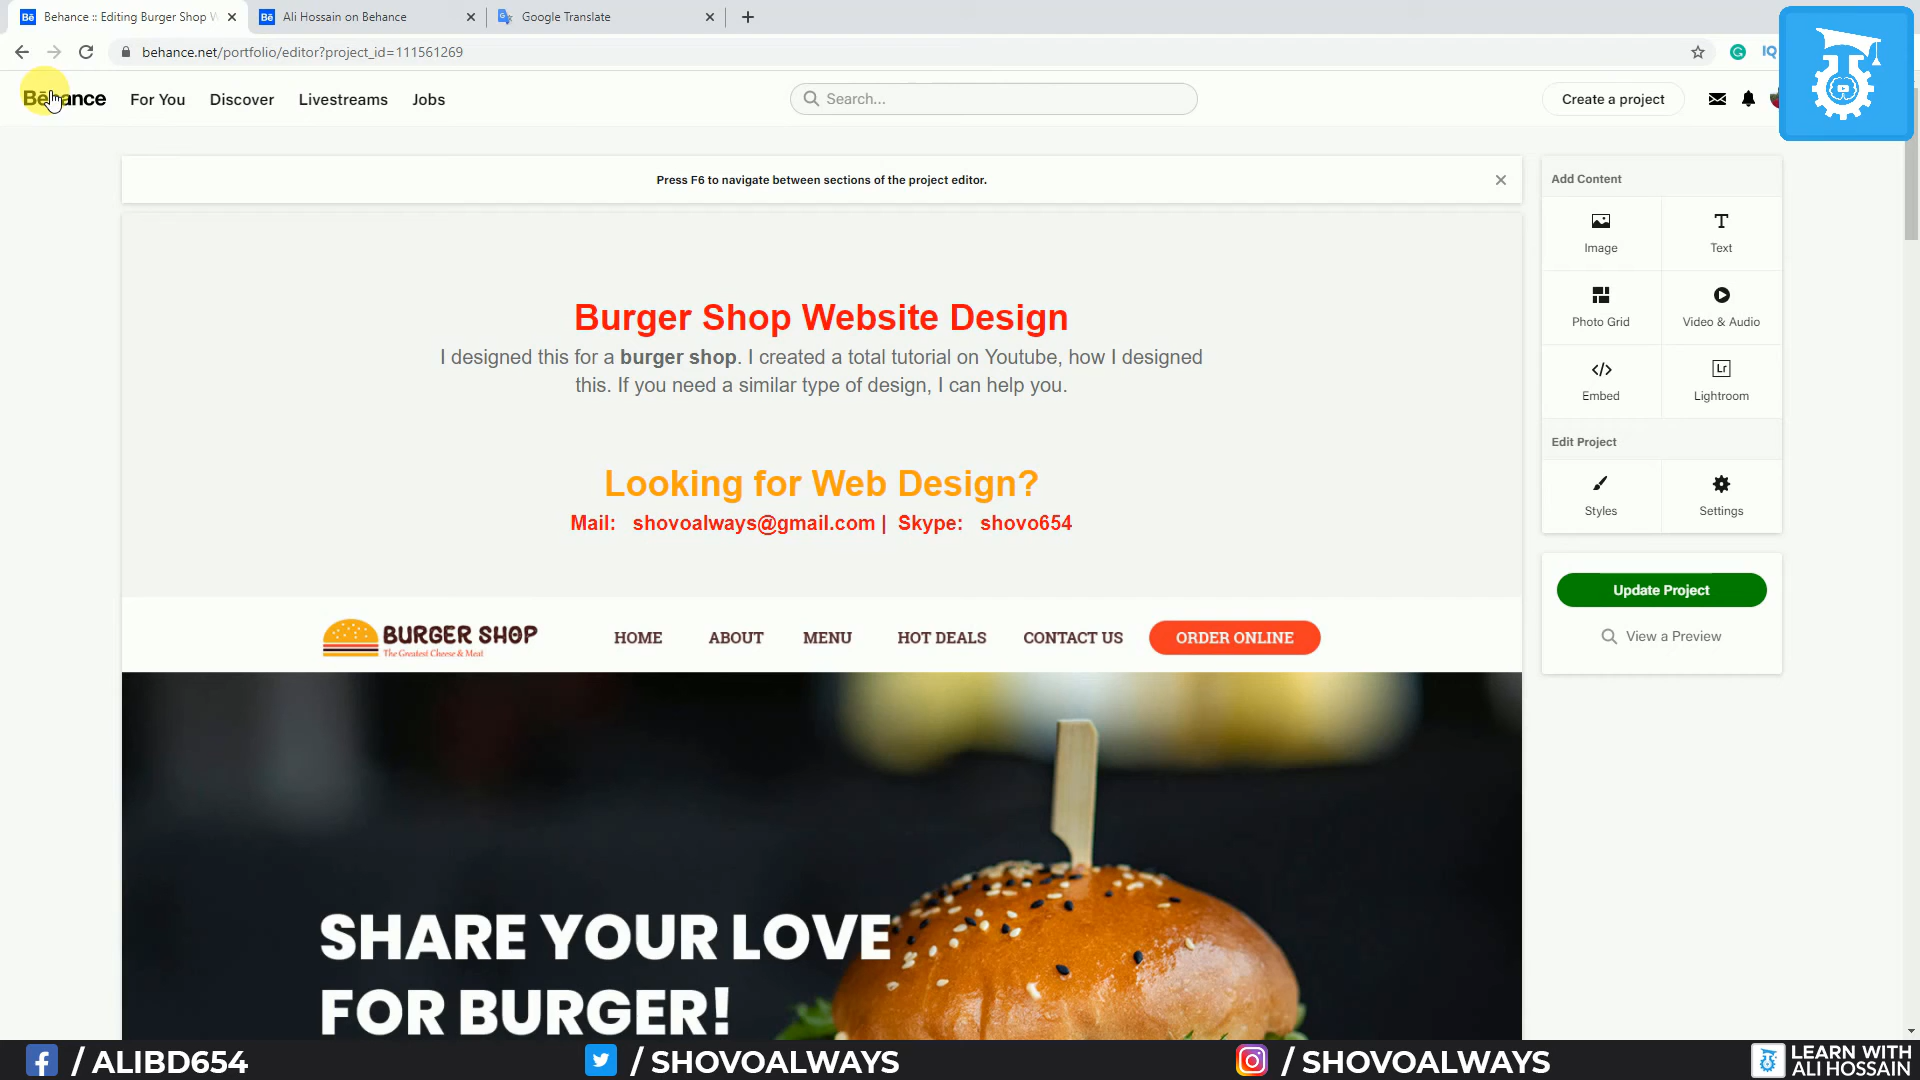 Behance :: Editing Burger Shop W
Ali Hossain on Behance
Google Translate
behance.net/portfolio/editor?project_id=111561269
IQ
Bēhance
For You
Discover
Livestreams
Jobs
Search...
Create a project
Press F6 to navigate between sections of the project editor.
Add Content
Image
Text
Photo Grid
Video & Audio
Embed
Lr
Lightroom
Edit Project
Styles
Settings
Update Project
View a Preview
Burger Shop Website Design
I designed this for a burger shop. I created a total tutorial on Youtube, how I designed
this. If you need a similar type of design, I can help you.
Looking for Web Design?
Mail: shovoalways@gmail.com | Skype: shovo654
BURGER SHOP
The Greatest Cheese & Meat
HOME
ABOUT
MENU
HOT DEALS
CONTACT US
ORDER ONLINE
SHARE YOUR LOVE
FOR BURGER!
/ ALIBD654
/ SHOVOALWAYS
/ SHOVOALWAYS
LEARN WITH
ALI HOSSAIN